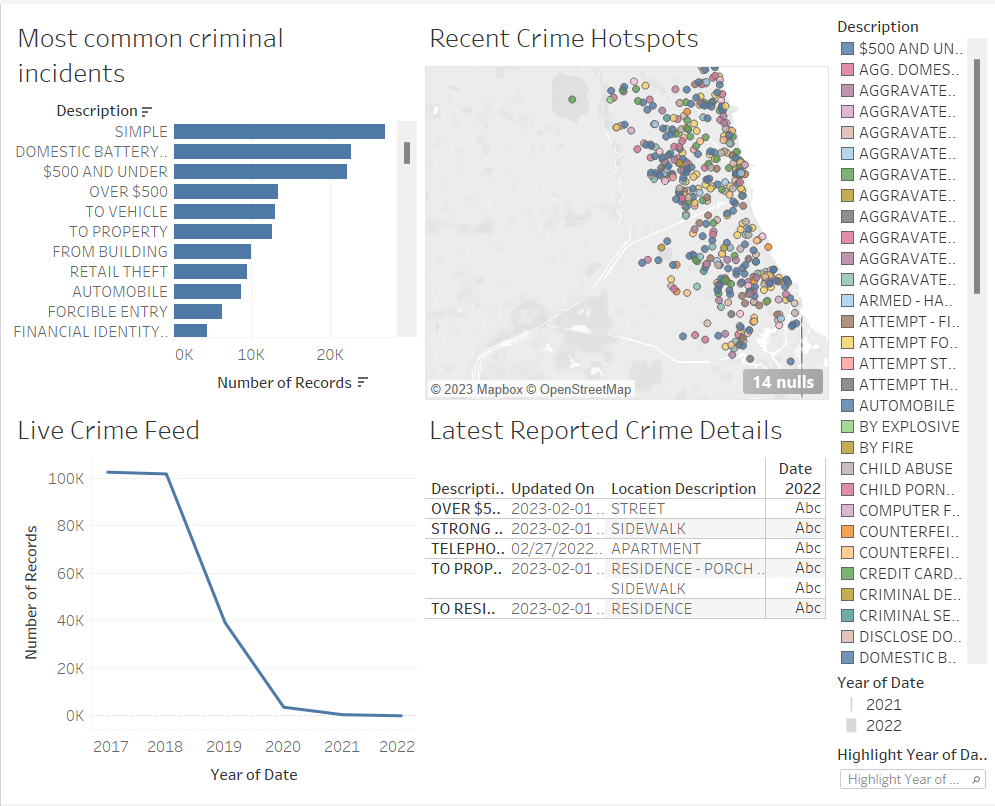 Most common criminal
incidents
Description
SIMPLE
DOMESTIC BATTERY..
$500 AND UNDER
OVER $500
TO VEHICLE
TO PROPERTY
FROM BUILDING
RETAIL THEFT
AUTOMOBILE
FORCIBLE ENTRY
FINANCIAL IDENTITY..
0K 10K 20K
Number of Records
Recent Crime Hotspots
14 nulls
© 2023 Mapbox © OpenStreetMap
Live Crime Feed
Number of Records
100K
80K
60K
40K
20K
0K
2017 2018 2019 2020 2021 2022
Year of Date
Latest Reported Crime Details
Date
Descripti.. Updated On Location Description 2022
OVER $5.. 2023-02-01 .. STREET Abc
STRONG .. 2023-02-01 .. SIDEWALK Abc
TELEPHO.. 02/27/2022.. APARTMENT Abc
TO PROP.. 2023-02-01 .. RESIDENCE - PORCH .. Abc
SIDEWALK Abc
TO RESI.. 2023-02-01 .. RESIDENCE Abc
Description
$500 AND UN..
AGG. DOMES..
AGGRAVATE..
AGGRAVATE..
AGGRAVATE..
AGGRAVATE..
AGGRAVATE..
AGGRAVATE..
AGGRAVATE..
AGGRAVATE..
AGGRAVATE..
AGGRAVATE..
ARMED - HA..
ATTEMPT - FI..
ATTEMPT FO..
ATTEMPT ST..
ATTEMPT TH..
AUTOMOBILE
BY EXPLOSIVE
BY FIRE
CHILD ABUSE
CHILD PORN..
COMPUTER F..
COUNTERFEI..
COUNTERFEI..
CREDIT CARD..
CRIMINAL DE..
CRIMINAL SE..
DISCLOSE DO..
DOMESTIC B..
Year of Date
2021
2022
Highlight Year of Da..
Highlight Year of ...